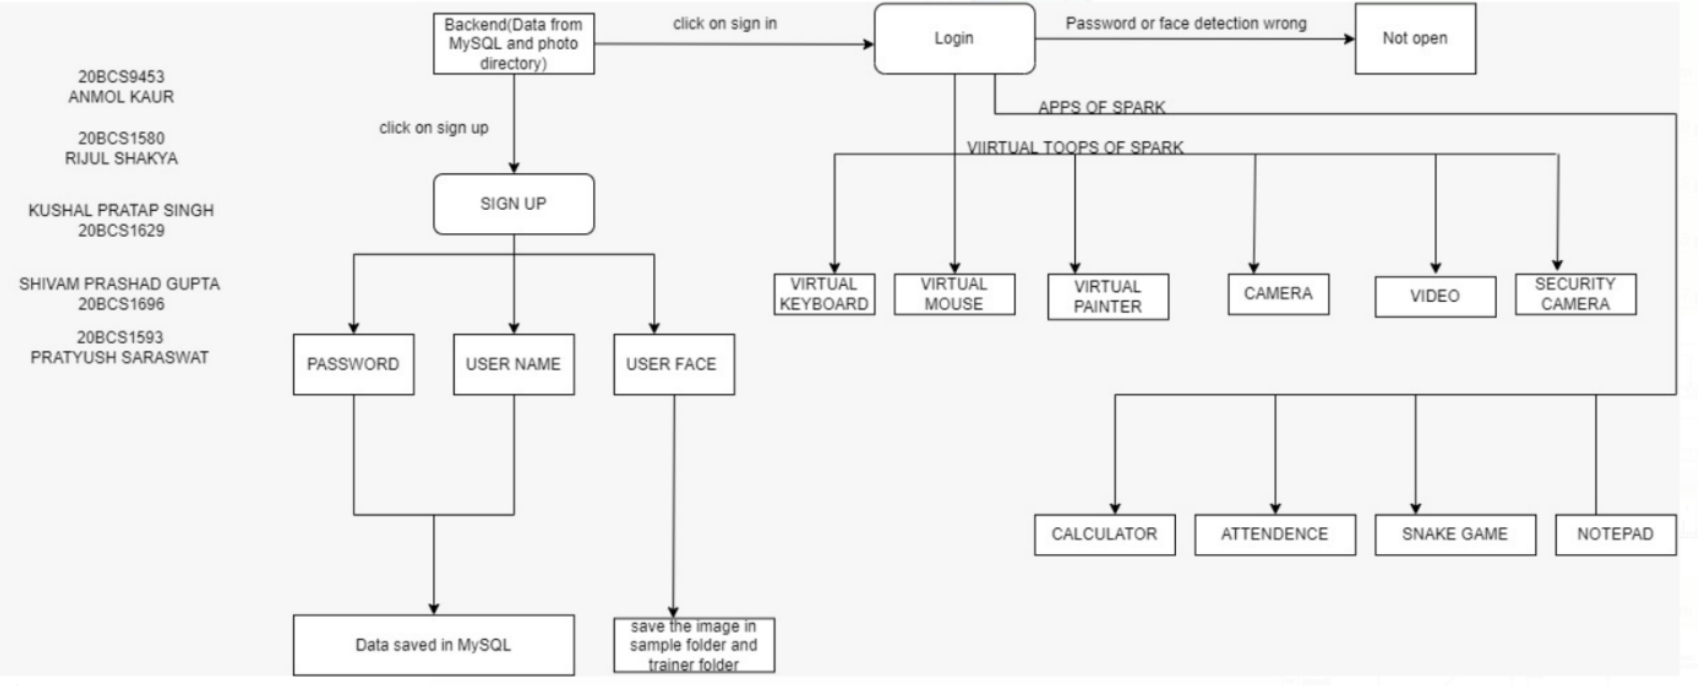 Backend(Data from
MySQL and photo
directory)
click on sign in
Login
Password or face detection wrong
Not open
20BCS9453
ANMOL KAUR
20BCS1580
RIJUL SHAKYA
KUSHAL PRATAP SINGH
20BCS1629
SHIVAM PRASHAD GUPTA
20BCS1696
20BCS1593
PRATYUSH SARASWAT
click on sign up
SIGN UP
APPS OF SPARK
VIIRTUAL TOOPS OF SPARK
VIRTUAL
KEYBOARD
VIRTUAL
MOUSE
VIRTUAL
PAINTER
CAMERA
VIDEO
SECURITY
CAMERA
PASSWORD
USER NAME
USER FACE
CALCULATOR
ATTENDENCE
SNAKE GAME
NOTEPAD
Data saved in MySQL
save the image in
sample folder and
trainer folder